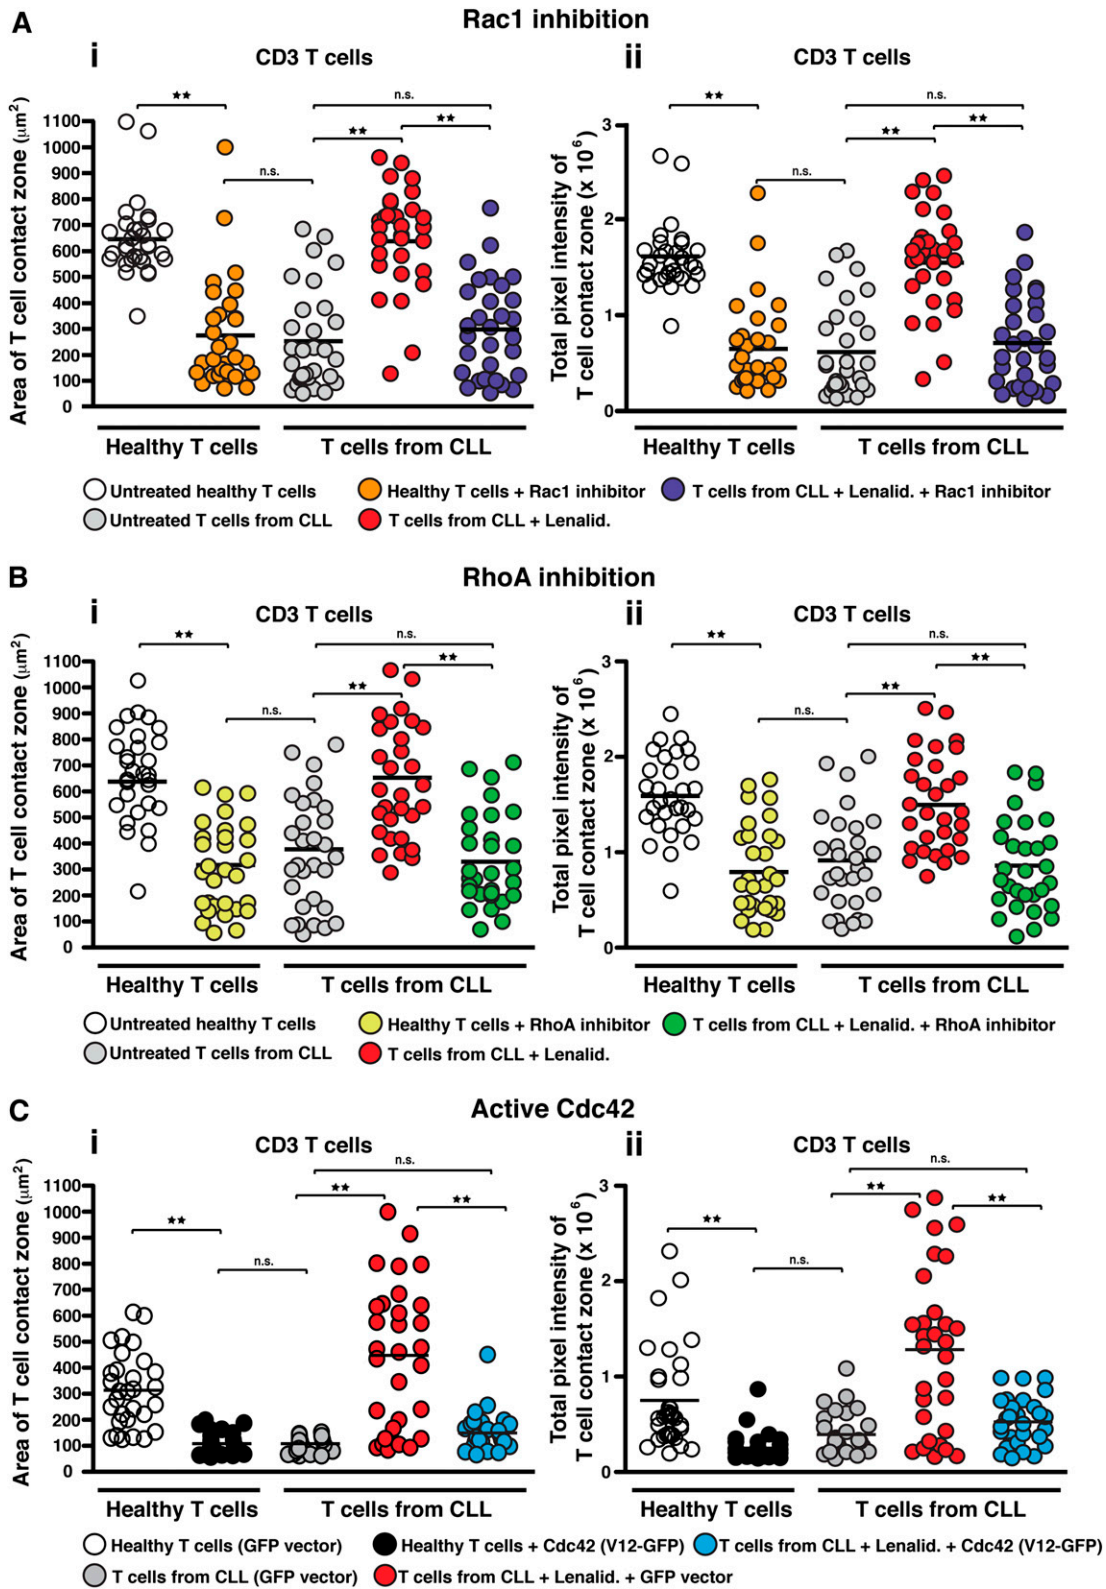 A
Rac1 inhibition
i
CD3 T cells
Area of T cell contact zone (μm²)
1100
1000
900
800
700
600
500
400
300
200
100
0
★★
n.s.
★★
★★
n.s.
Healthy T cells
T cells from CLL
ii
CD3 T cells
Total pixel intensity of
T cell contact zone (x 10⁶)
3
2
1
0
★★
n.s.
★★
★★
n.s.
Healthy T cells
T cells from CLL
Untreated healthy T cells
Healthy T cells + Rac1 inhibitor
T cells from CLL + Lenalid. + Rac1 inhibitor
Untreated T cells from CLL
T cells from CLL + Lenalid.
B
RhoA inhibition
i
CD3 T cells
Area of T cell contact zone (μm²)
1100
1000
900
800
700
600
500
400
300
200
100
0
★★
n.s.
★★
★★
n.s.
Healthy T cells
T cells from CLL
ii
CD3 T cells
Total pixel intensity of
T cell contact zone (x 10⁶)
3
2
1
0
★★
n.s.
★★
★★
n.s.
Healthy T cells
T cells from CLL
Untreated healthy T cells
Healthy T cells + RhoA inhibitor
T cells from CLL + Lenalid. + RhoA inhibitor
Untreated T cells from CLL
T cells from CLL + Lenalid.
C
Active Cdc42
i
CD3 T cells
Area of T cell contact zone (μm²)
1100
1000
900
800
700
600
500
400
300
200
100
0
★★
n.s.
★★
★★
n.s.
Healthy T cells
T cells from CLL
ii
CD3 T cells
Total pixel intensity of
T cell contact zone (x 10⁶)
3
2
1
0
★★
n.s.
★★
★★
n.s.
Healthy T cells
T cells from CLL
Healthy T cells (GFP vector)
Healthy T cells + Cdc42 (V12-GFP)
T cells from CLL + Lenalid. + Cdc42 (V12-GFP)
T cells from CLL (GFP vector)
T cells from CLL + Lenalid. + GFP vector